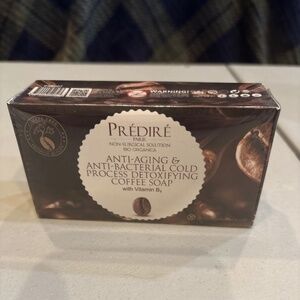 WARNING!
PRÉDIRÉ
PARIS
NON-SURGICAL SOLUTION
BIO ORGANICA
ANTI-AGING &
ANTI-BACTERIAL COLD
PROCESS DETOXIFYING
COFFEE SOAP
with Vitamin B₃